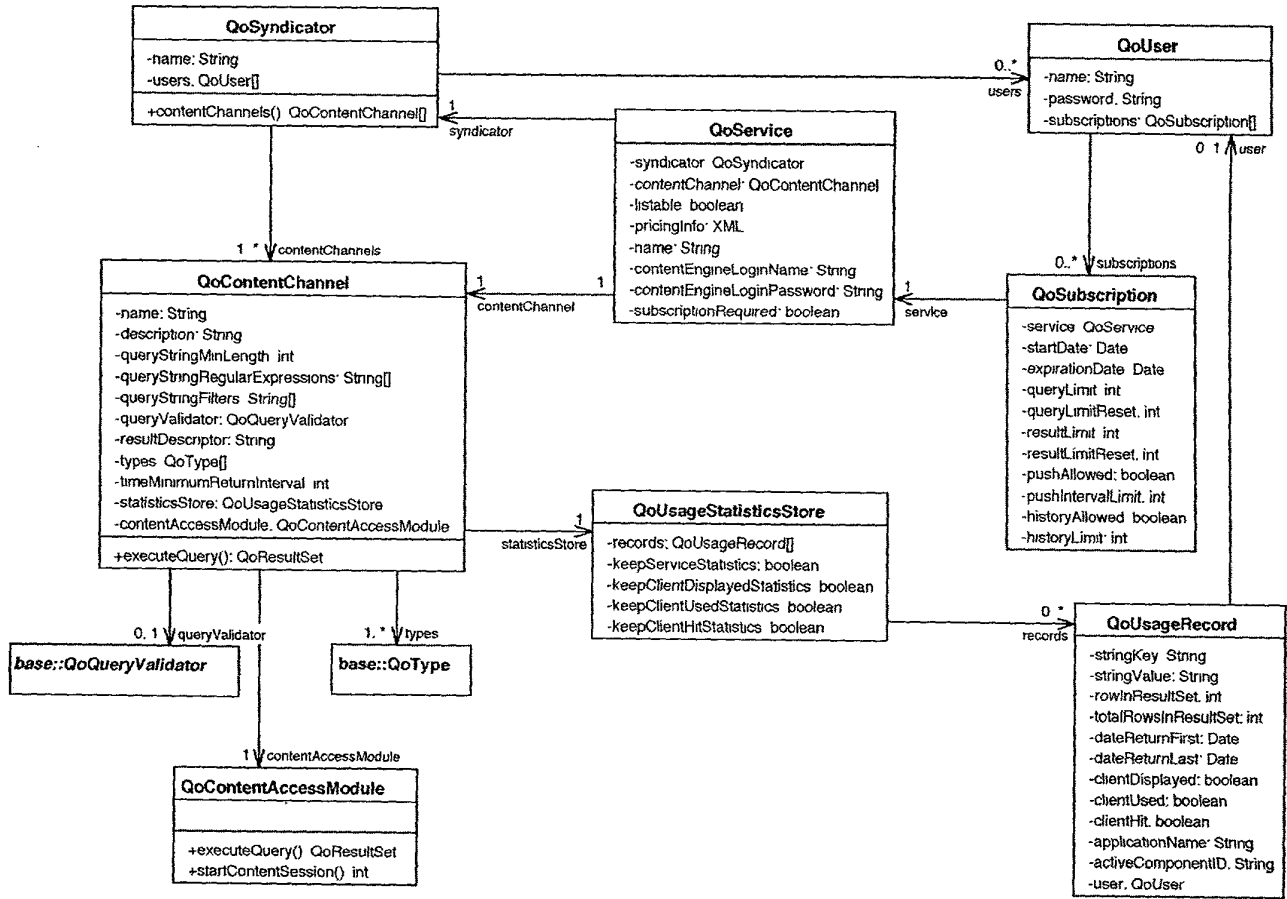 QoSyndicator
-name: String
-users. QoUser[]
+contentChannels() QoContentChannel[]
QoUser
-name: String
-password. String
-subscriptions· QoSubscription[]
0..*
users
1
syndicator
0 1
user
QoService
-syndicator QoSyndicator
-contentChannel· QoContentChannel
-listable boolean
-pricingInfo· XML
-name· String
-contentEngineLoginName· String
-contentEngineLoginPassword· String
-subscriptionRequired· boolean
1 * contentChannels
1
contentChannel
1
1
service
0..* subscriptions
QoContentChannel
-name: String
-description· String
-queryStringMinLength int
-queryStringRegularExpressions· String[]
-queryStringFilters String[]
-queryValidator: QoQueryValidator
-resultDescriptor: String
-types QoType[]
-timeMinimumReturnInterval int
-statisticsStore: QoUsageStatisticsStore
-contentAccessModule. QoContentAccessModule
+executeQuery(): QoResultSet
QoSubscription
-service QoService
-startDate· Date
-expirationDate Date
-queryLimit int
-queryLimitReset. int
-resultLimit int
-resultLimitReset. int
-pushAllowed: boolean
-pushIntervalLimit. int
-historyAllowed boolean
-historyLimit· int
1
statisticsStore
QoUsageStatisticsStore
-records: QoUsageRecord[]
-keepServiceStatistics: boolean
-keepClientDisplayedStatistics boolean
-keepClientUsedStatistics boolean
-keepClientHitStatistics boolean
0 *
records
0. 1 queryValidator
1. * types
base::QoQueryValidator
base::QoType
1 contentAccessModule
QoContentAccessModule
+executeQuery() QoResultSet
+startContentSession() int
QoUsageRecord
-stringKey String
-stringValue: String
-rowInResultSet. int
-totalRowsInResultSet: int
-dateReturnFirst: Date
-dateReturnLast: Date
-clientDisplayed: boolean
-clientUsed: boolean
-clientHit. boolean
-applicationName· String
-activeComponentID. String
-user. QoUser